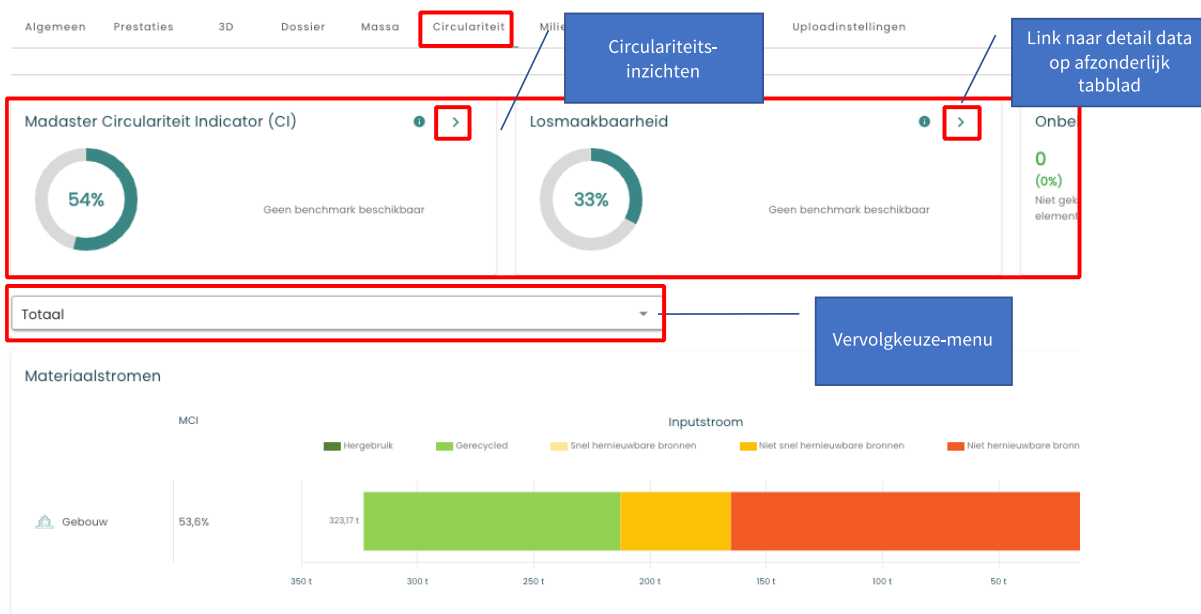 Algemeen Prestaties 3D Dossier Massa Circulariteit Uploadinstellingen
Circulariteits-
inzichten
Link naar detail data
op afzonderlijk
tabblad
Madaster Circulariteit Indicator (CI)
54%
Geen benchmark beschikbaar
Losmaakbaarheid
33%
Geen benchmark beschikbaar
0
(0%)
Niet
Totaal
Vervolgkeuze-menu
Materiaalstromen
MCI
Inputstroom
Hergebruik Gerecycled Snel hernieuwbare bronnen Niet snel hernieuwbare bronnen Niet hernieuwbare
Gebouw 53,6% 323,17 t
350 t 300 t 250 t 200 t 150 t 100 t 50 t